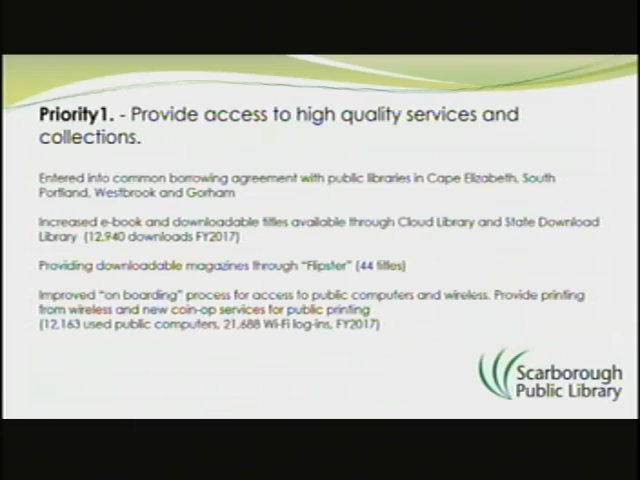 Priority1. - Provide access to high quality services and
collections.
Entered into common borrowing agreement with public libraries in Cape Elizabeth, South
Portland, Westbrook and Gorham
Increased e-book and downloadable titles available through Cloud Library and State Download
Library (12,940 downloads FY2017)
Providing downloadable magazines through "Flipster" (44 titles)
Improved "on boarding" process for access to public computers and wireless. Provide printing
from wireless and new coin-op services for public printing
(12,163 used public computers, 21,688 Wi-Fi log-ins, FY2017)
Scarborough
Public Library